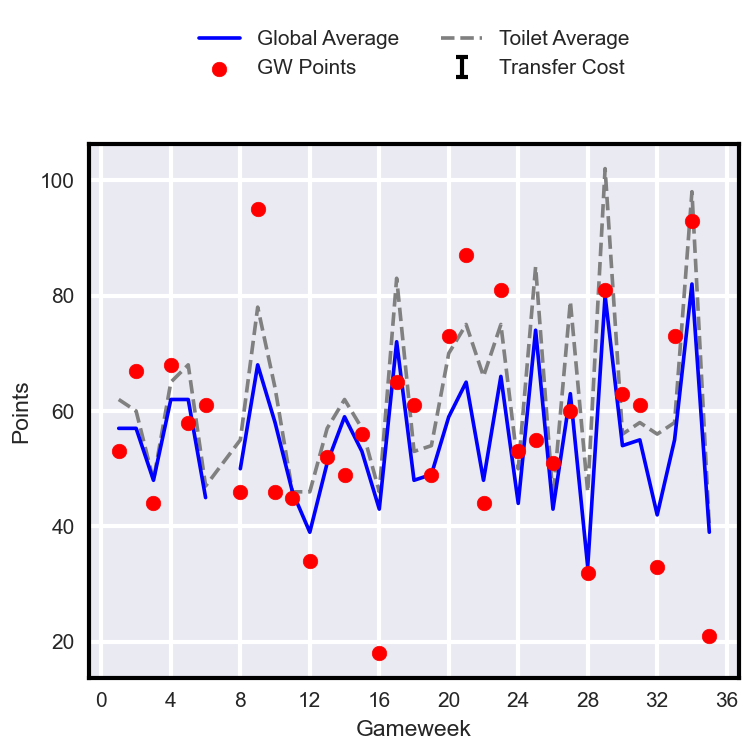 Global Average
GW Points
Toilet Average
Transfer Cost
100
80
60
40
20
Points
0 4 8 12 16 20 24 28 32 36
Gameweek